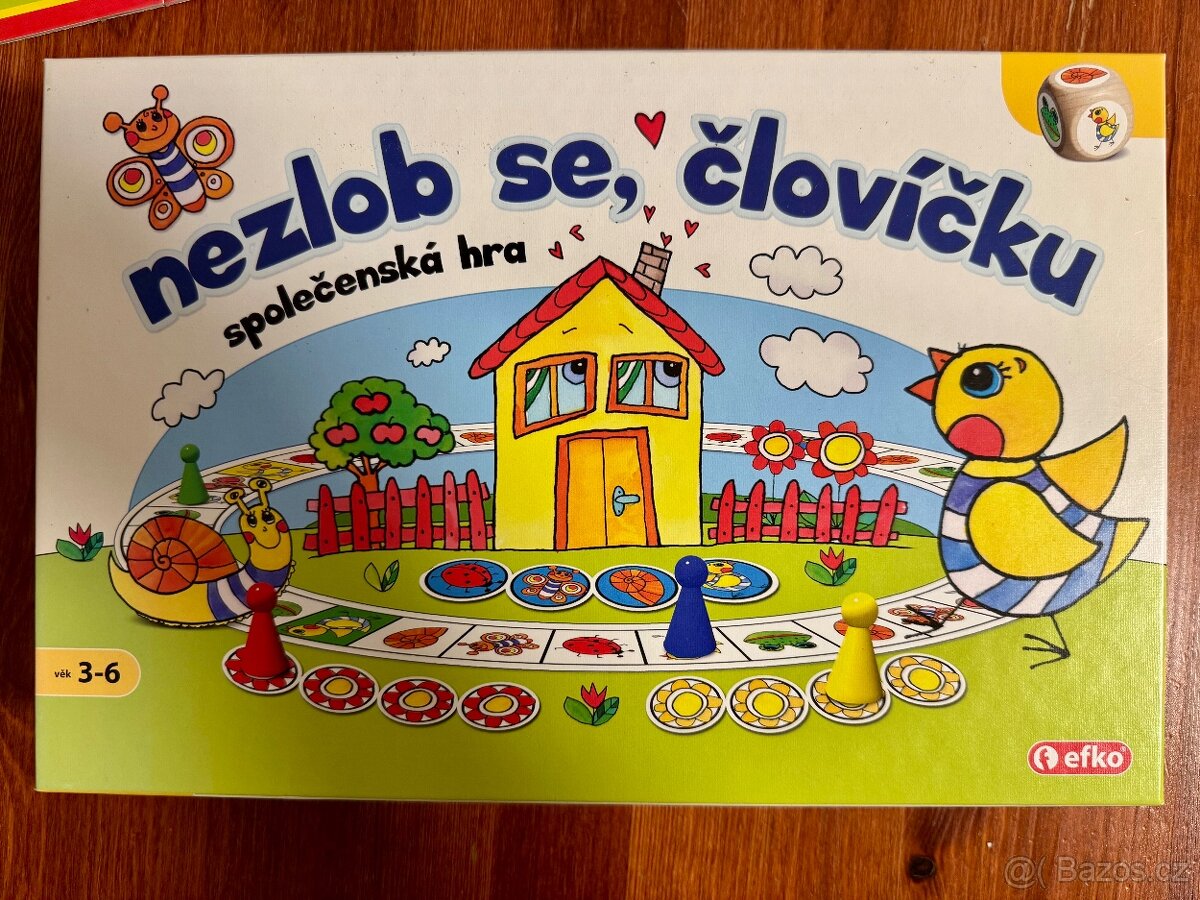 nezlob se, človíčku
společenská hra
věk 3-6
efko
@( Bazos.cz